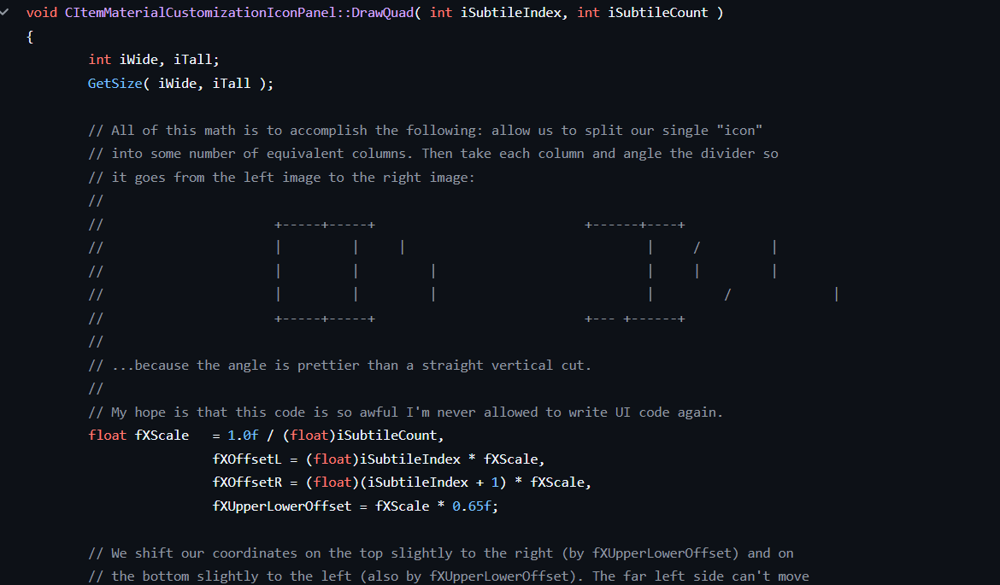 void CItemMaterialCustomizationIconPanel::DrawQuad( int iSubtileIndex, int iSubtileCount )
{
int iWide, iTall;
GetSize( iWide, iTall );
// All of this math is to accomplish the following: allow us to split our single "icon"
// into some number of equivalent columns. Then take each column and angle the divider so
// it goes from the left image to the right image:
//
// +-----+-----+ +------+----+
// | | | | / |
// | | | | | |
// | | | | / |
// +-----+-----+ +--- +------+
//
// ...because the angle is prettier than a straight vertical cut.
//
// My hope is that this code is so awful I'm never allowed to write UI code again.
float fXScale = 1.0f / (float)iSubtileCount,
fXOffsetL = (float)iSubtileIndex * fXScale,
fXOffsetR = (float)(iSubtileIndex + 1) * fXScale,
fXUpperLowerOffset = fXScale * 0.65f;
// We shift our coordinates on the top slightly to the right (by fXUpperLowerOffset) and on
// the bottom slightly to the left (also by fXUpperLowerOffset). The far left side can't move